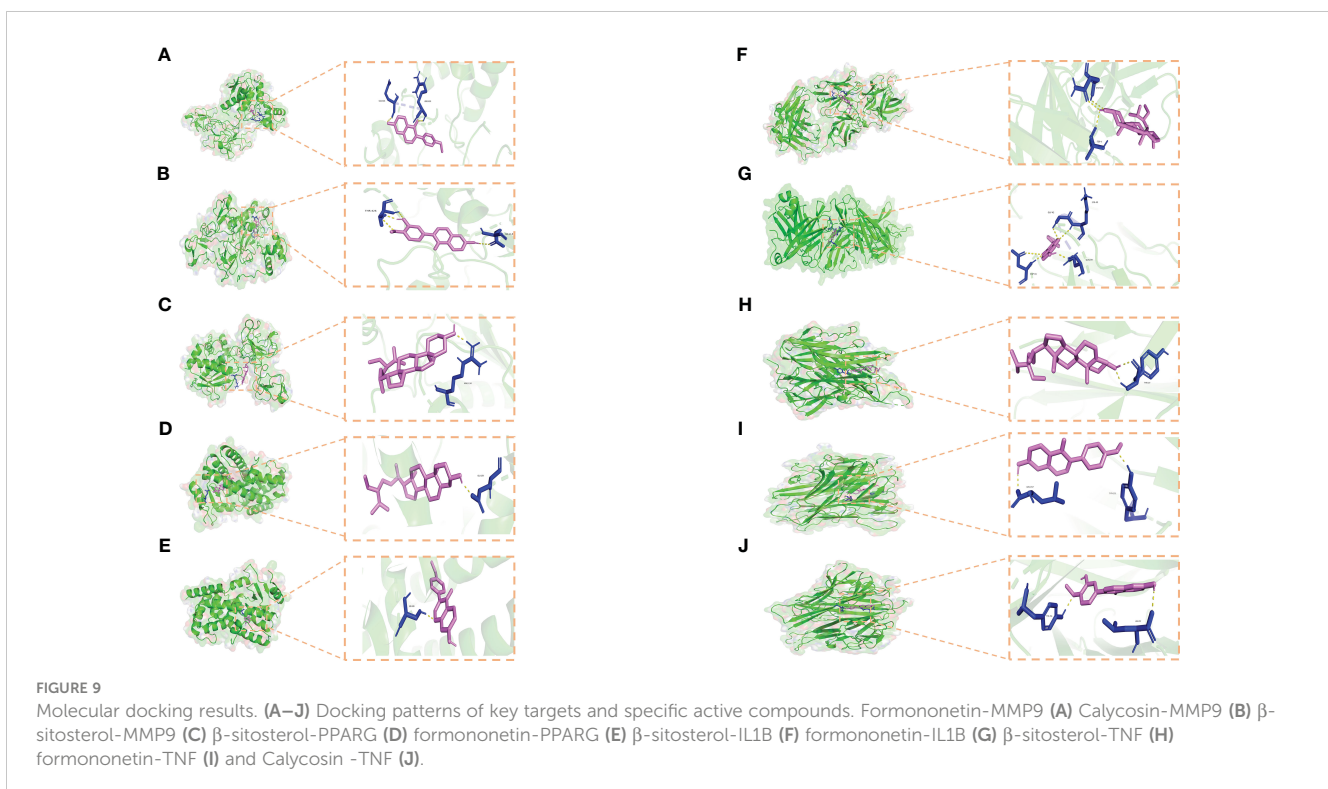 A
F
B
G
C
H
D
I
E
J
FIGURE 9
Molecular docking results. (A–J) Docking patterns of key targets and specific active compounds. Formononetin-MMP9 (A) Calycosin-MMP9 (B) β-
sitosterol-MMP9 (C) β-sitosterol-PPARG (D) formononetin-PPARG (E) β-sitosterol-IL1B (F) formononetin-IL1B (G) β-sitosterol-TNF (H)
formononetin-TNF (I) and Calycosin -TNF (J).